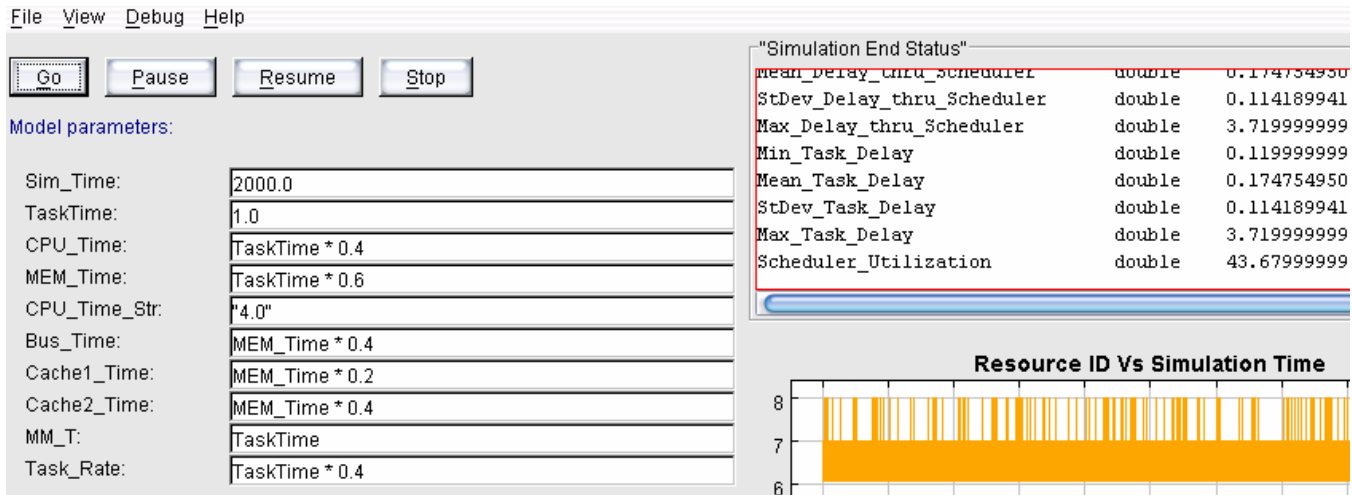 File View Debug Help
Go Pause Resume Stop
Model parameters:
Sim_Time: 2000.0
TaskTime: 1.0
CPU_Time: TaskTime * 0.4
MEM_Time: TaskTime * 0.6
CPU_Time_Str: "4.0"
Bus_Time: MEM_Time * 0.4
Cache1_Time: MEM_Time * 0.2
Cache2_Time: MEM_Time * 0.4
MM_T: TaskTime
Task_Rate: TaskTime * 0.4
"Simulation End Status"
Mean_Delay_thru_Scheduler double 0.174754950
StDev_Delay_thru_Scheduler double 0.114189941
Max_Delay_thru_Scheduler double 3.719999999
Min_Task_Delay double 0.119999999
Mean_Task_Delay double 0.174754950
StDev_Task_Delay double 0.114189941
Max_Task_Delay double 3.719999999
Scheduler_Utilization double 43.67999999
Resource ID Vs Simulation Time
8
7
6